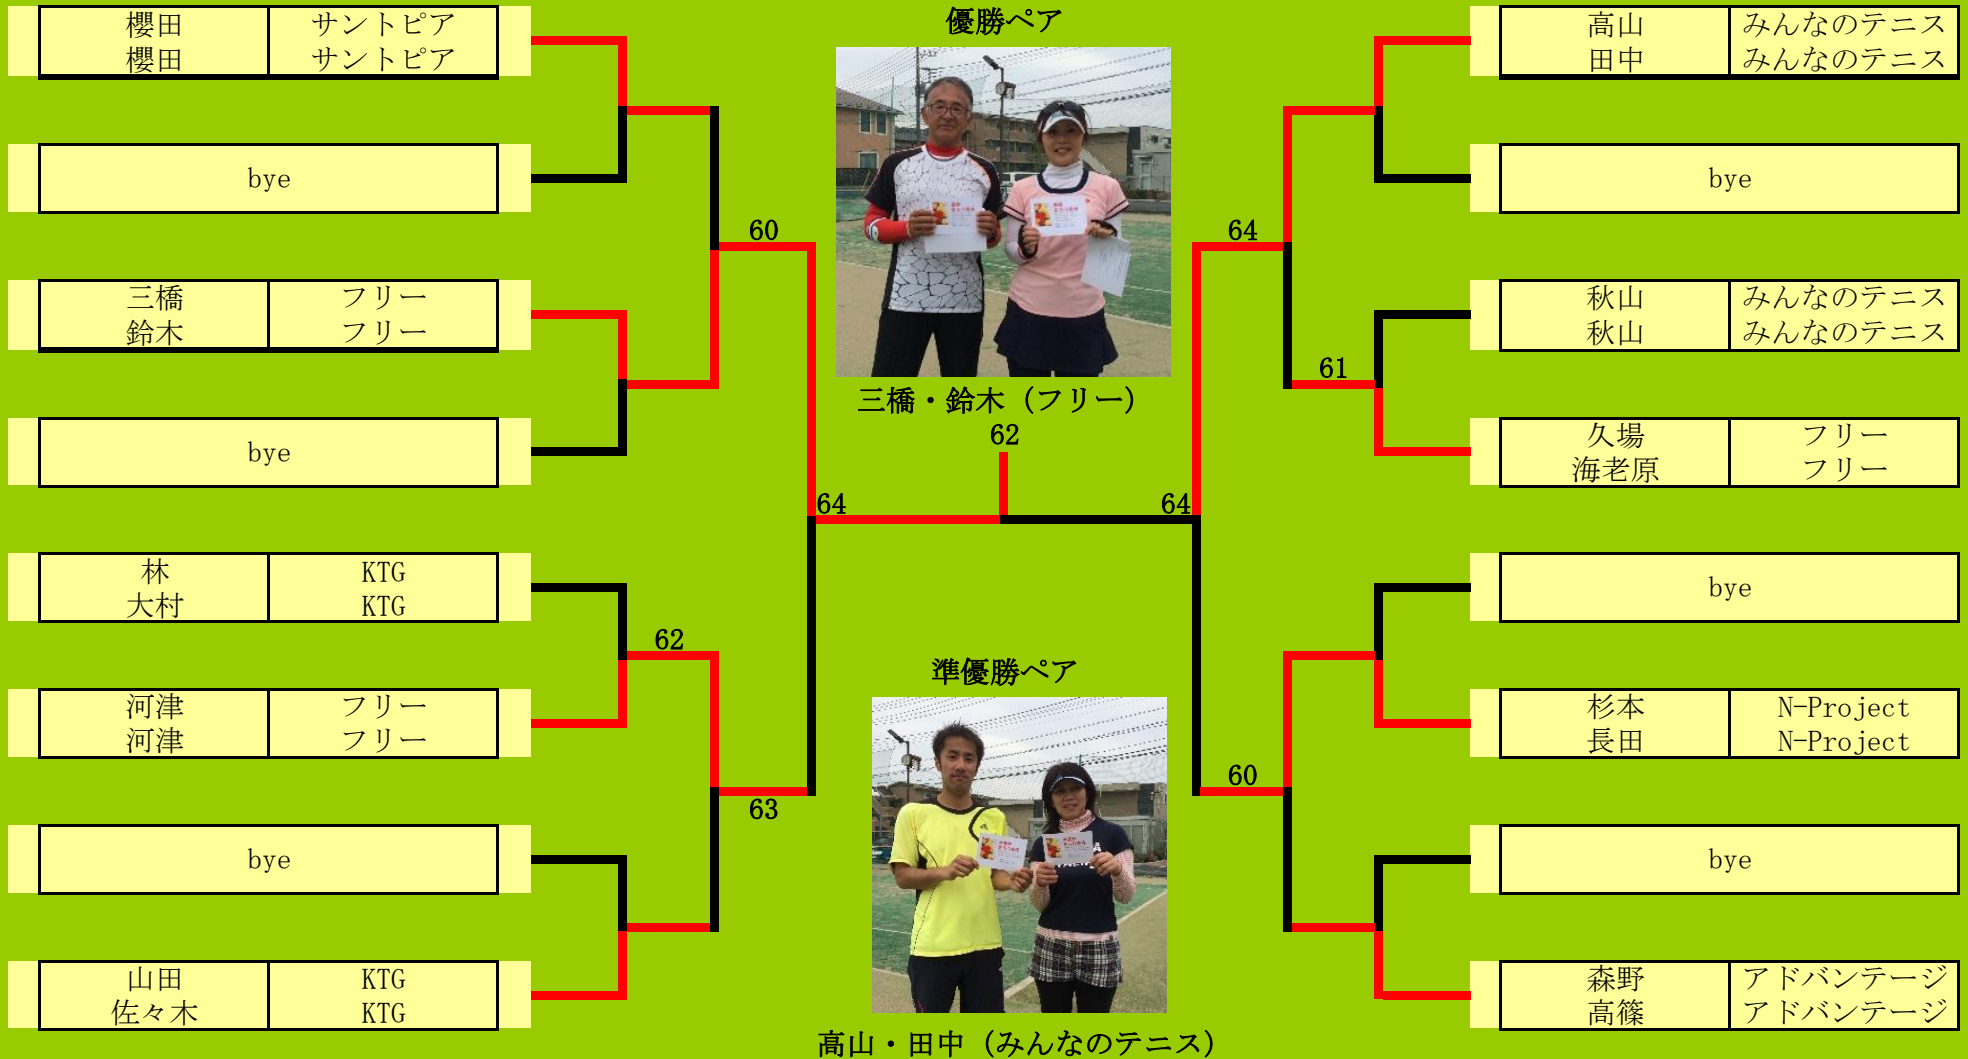 櫻田 サントピア
櫻田 サントピア
bye
三橋 フリー
鈴木 フリー
bye
林 KTG
大村 KTG
河津 フリー
河津 フリー
bye
山田 KTG
佐々木 KTG
60
62
63
64
優勝ペア
三橋・鈴木（フリー）
62
準優勝ペア
高山・田中（みんなのテニス）
64
64
61
60
高山 みんなのテニス
田中 みんなのテニス
bye
秋山 みんなのテニス
秋山 みんなのテニス
久場 フリー
海老原 フリー
bye
杉本 N-Project
長田 N-Project
bye
森野 アドバンテージ
高篠 アドバンテージ